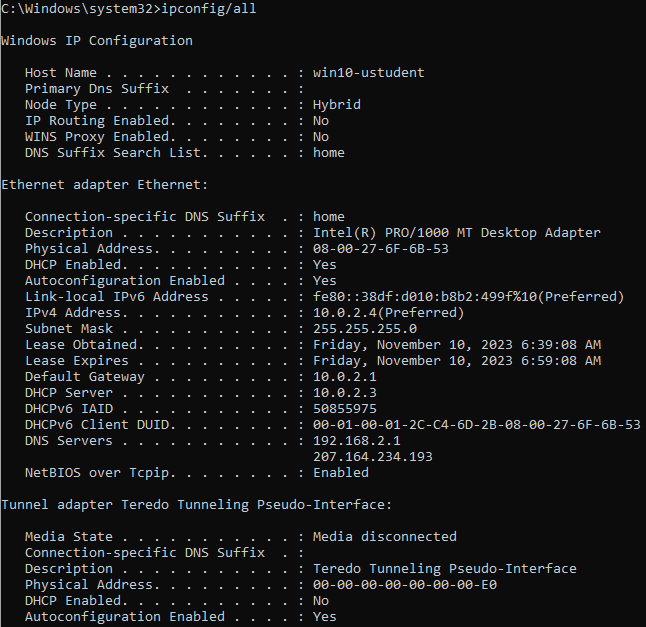 C:\Windows\system32>ipconfig/all
Windows IP Configuration
Host Name . . . . . . . . . . . . : win10-ustudent
Primary Dns Suffix  . . . . . . . :
Node Type . . . . . . . . . . . . : Hybrid
IP Routing Enabled. . . . . . . . : No
WINS Proxy Enabled. . . . . . . . : No
DNS Suffix Search List. . . . . . : home
Ethernet adapter Ethernet:
Connection-specific DNS Suffix  . : home
Description . . . . . . . . . . . : Intel(R) PRO/1000 MT Desktop Adapter
Physical Address. . . . . . . . . : 08-00-27-6F-6B-53
DHCP Enabled. . . . . . . . . . . : Yes
Autoconfiguration Enabled . . . . : Yes
Link-local IPv6 Address . . . . . : fe80::38df:d010:b8b2:499f%10(Preferred)
IPv4 Address. . . . . . . . . . . : 10.0.2.4(Preferred)
Subnet Mask . . . . . . . . . . . : 255.255.255.0
Lease Obtained. . . . . . . . . . : Friday, November 10, 2023 6:39:08 AM
Lease Expires . . . . . . . . . . : Friday, November 10, 2023 6:59:08 AM
Default Gateway . . . . . . . . . : 10.0.2.1
DHCP Server . . . . . . . . . . . : 10.0.2.3
DHCPv6 IAID . . . . . . . . . . . : 50855975
DHCPv6 Client DUID. . . . . . . . : 00-01-00-01-2C-C4-6D-2B-08-00-27-6F-6B-53
DNS Servers . . . . . . . . . . . : 192.168.2.1
207.164.234.193
NetBIOS over Tcpip. . . . . . . . : Enabled
Tunnel adapter Teredo Tunneling Pseudo-Interface:
Media State . . . . . . . . . . . : Media disconnected
Connection-specific DNS Suffix  . :
Description . . . . . . . . . . . : Teredo Tunneling Pseudo-Interface
Physical Address. . . . . . . . . : 00-00-00-00-00-00-00-E0
DHCP Enabled. . . . . . . . . . . : No
Autoconfiguration Enabled . . . . : Yes